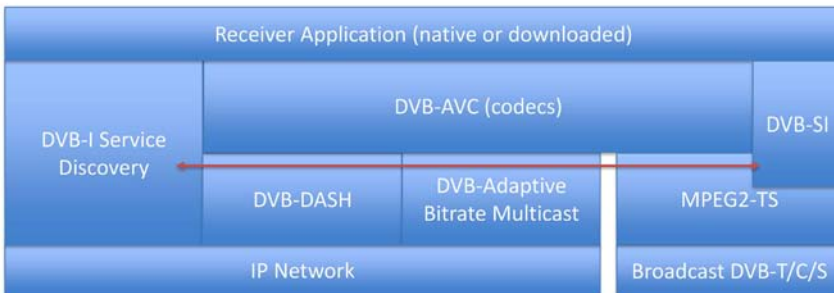 Receiver Application (native or downloaded)
DVB-I Service
Discovery
DVB-AVC (codecs)
DVB-SI
DVB-DASH
DVB-Adaptive
Bitrate Multicast
MPEG2-TS
IP Network
Broadcast DVB-T/C/S